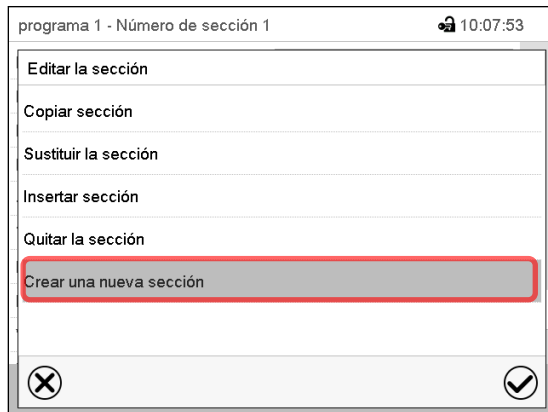 programa 1 - Número de sección 1 10:07:53
Editar la sección
Copiar sección
Sustituir la sección
Insertar sección
Quitar la sección
Crear una nueva sección